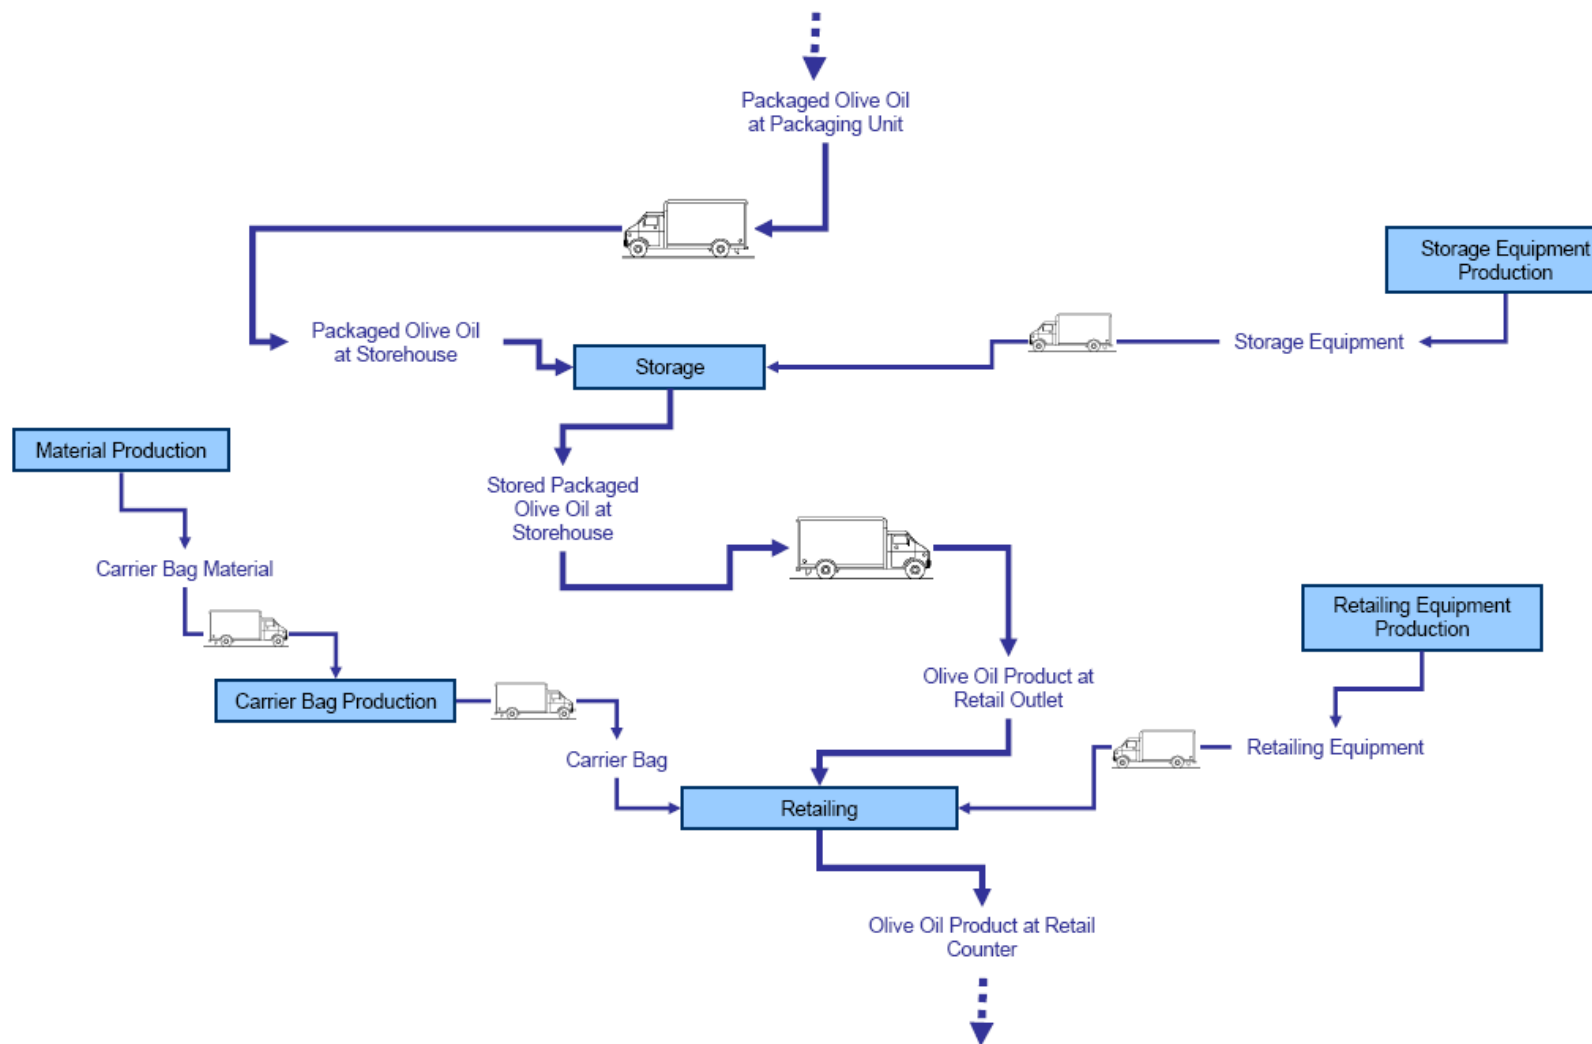 Packaged Olive Oil
at Packaging Unit
Storage Equipment
Production
Packaged Olive Oil
at Storehouse
Storage Equipment
Storage
Material Production
Stored Packaged
Olive Oil at
Storehouse
Carrier Bag Material
Retailing Equipment
Production
Carrier Bag Production
Olive Oil Product at
Retail Outlet
Carrier Bag
Retailing Equipment
Retailing
Olive Oil Product at Retail
Counter